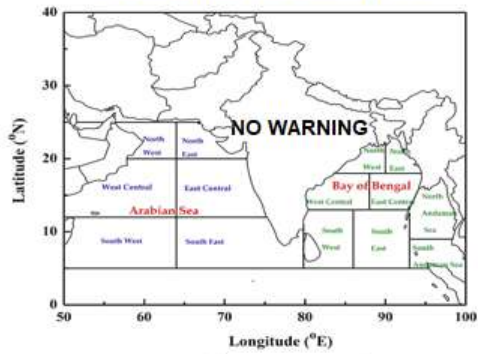 40
30
20
10
0
50
60
70
80
90
100
Latitude (°N)
Longitude (°E)
NO WARNING
North
West
North
East
West Central
East Central
Arabian Sea
South West
South East
North
West
North
East
Bay of Bengal
West Central
East Central
South
West
South
East
North
Andaman
Sea
South
Andaman Sea